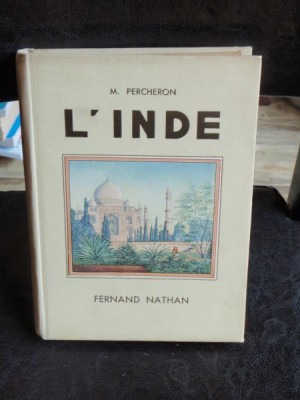 M. PERCHERON
L'INDE
FERNAND NATHAN